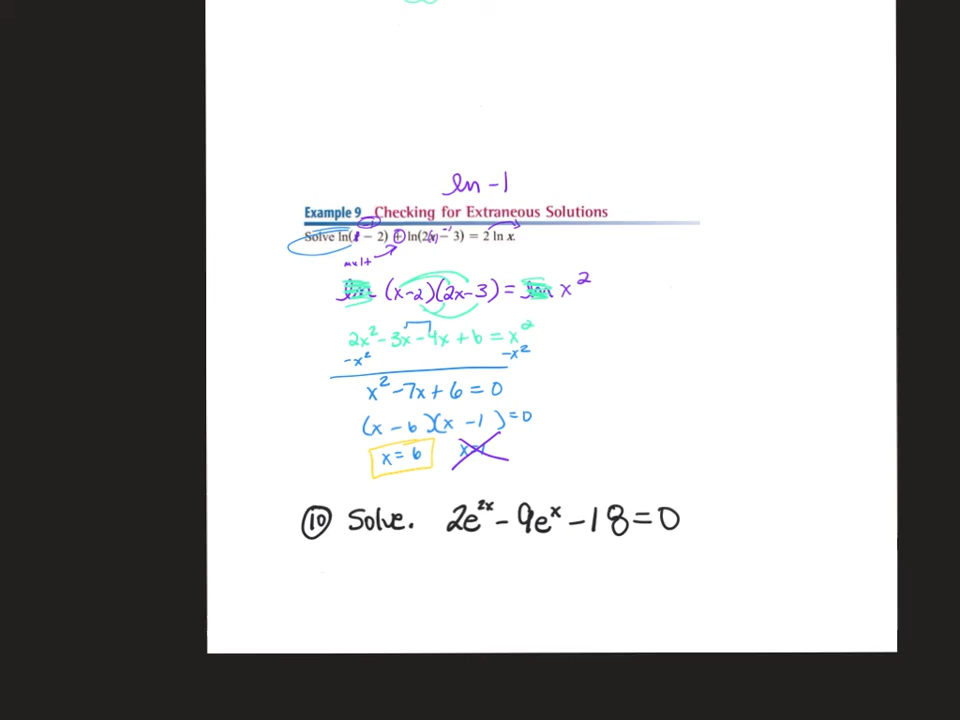 ln -1
Example 9 Checking for Extraneous Solutions
Solve ln(x − 2) + ln(2x − 3) = 2 ln x.
mult
ln (x-2)(2x-3) = ln x²
2x² - 3x - 4x + 6 = x²
-x² -x²
x² - 7x + 6 = 0
(x - 6)(x - 1) = 0
x = 6 x=1
⑩ Solve. 2e^{2x} - 9e^x - 18 = 0